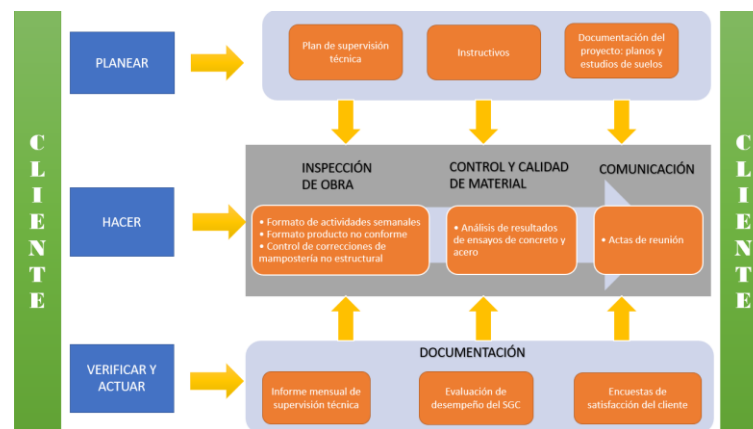 CLIENTE
PLANEAR
Plan de supervisión
técnica
Instructivos
Documentación del
proyecto: planos y
estudios de suelos
HACER
INSPECCIÓN
DE OBRA
CONTROL Y CALIDAD
DE MATERIAL
COMUNICACIÓN
• Formato de actividades semanales
• Formato producto no conforme
• Control de correcciones de
mampostería no estructural
• Análisis de resultados
de ensayos de concreto y
acero
• Actas de reunión
VERIFICAR Y
ACTUAR
DOCUMENTACIÓN
Informe mensual de
supervisión técnica
Evaluación de
desempeño del SGC
Encuestas de
satisfacción del cliente
CLIENTE